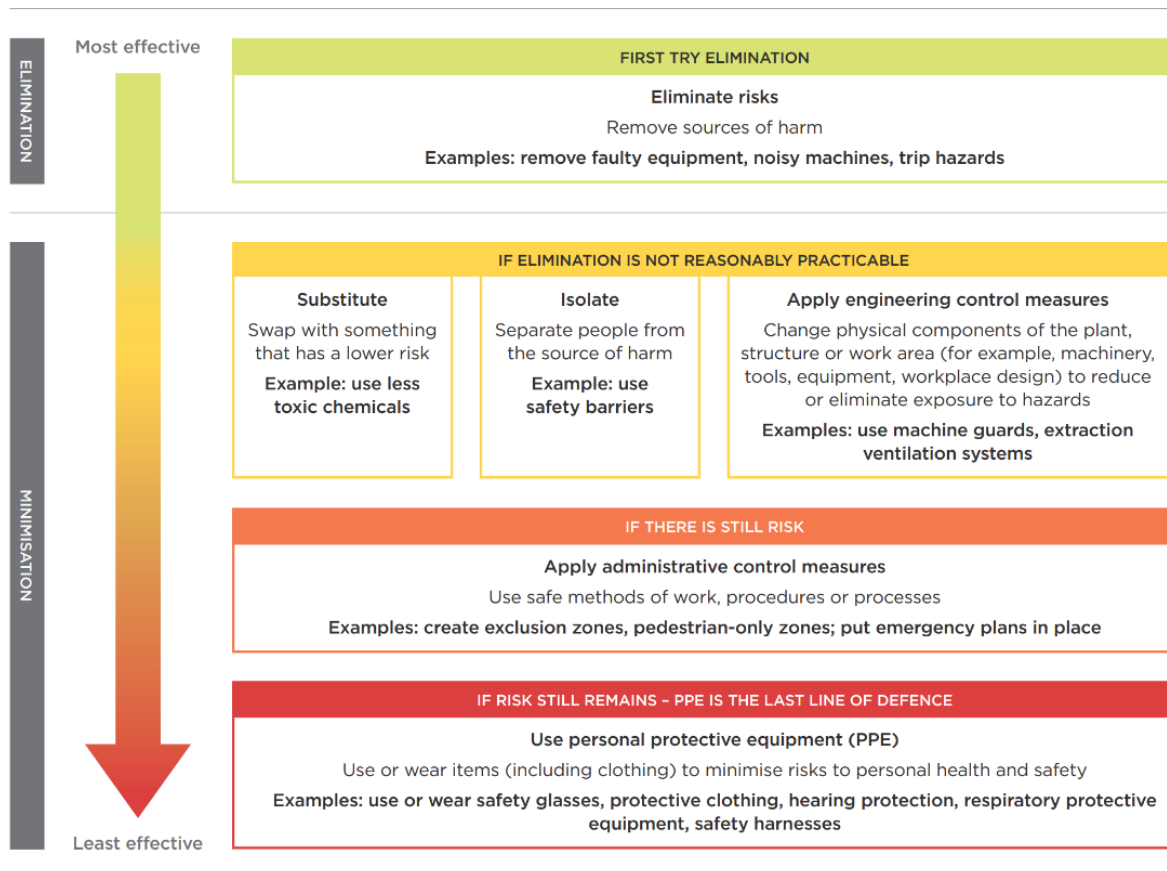 ELIMINATION
Most effective
FIRST TRY ELIMINATION
Eliminate risks
Remove sources of harm
Examples: remove faulty equipment, noisy machines, trip hazards
MINIMISATION
IF ELIMINATION IS NOT REASONABLY PRACTICABLE
Substitute
Swap with something
that has a lower risk
Example: use less
toxic chemicals
Isolate
Separate people from
the source of harm
Example: use
safety barriers
Apply engineering control measures
Change physical components of the plant,
structure or work area (for example, machinery,
tools, equipment, workplace design) to reduce
or eliminate exposure to hazards
Examples: use machine guards, extraction
ventilation systems
IF THERE IS STILL RISK
Apply administrative control measures
Use safe methods of work, procedures or processes
Examples: create exclusion zones, pedestrian-only zones; put emergency plans in place
IF RISK STILL REMAINS – PPE IS THE LAST LINE OF DEFENCE
Use personal protective equipment (PPE)
Use or wear items (including clothing) to minimise risks to personal health and safety
Examples: use or wear safety glasses, protective clothing, hearing protection, respiratory protective
equipment, safety harnesses
Least effective